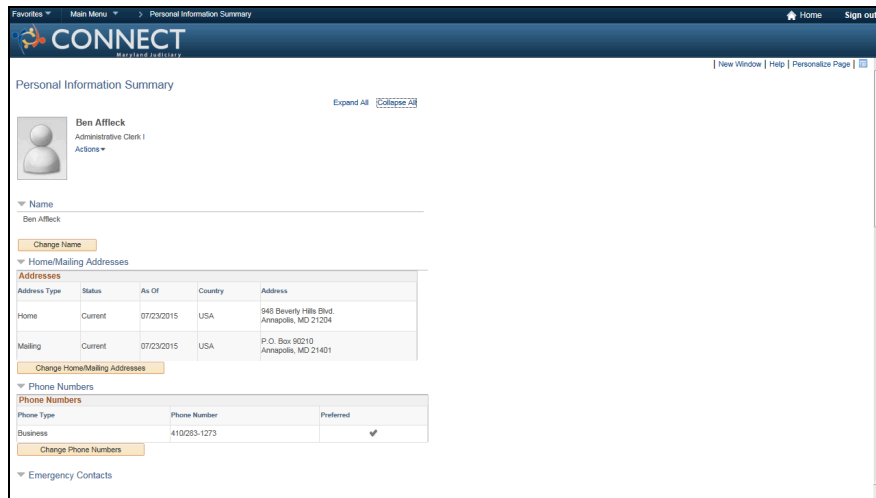 Favorites Main Menu > Personal Information Summary Home Sign out
CONNECT
Maryland Judiciary
| New Window | Help | Personalize Page |
Personal Information Summary
Expand All Collapse All
Ben Affleck
Administrative Clerk I
Actions
Name
Ben Affleck
Change Name
Home/Mailing Addresses
Addresses
Address Type Status As Of Country Address
Home Current 07/23/2015 USA 948 Beverly Hills Blvd.
Annapolis, MD 21204
Mailing Current 07/23/2015 USA P.O. Box 90210
Annapolis, MD 21401
Change Home/Mailing Addresses
Phone Numbers
Phone Numbers
Phone Type Phone Number Preferred
Business 410/283-1273
Change Phone Numbers
Emergency Contacts